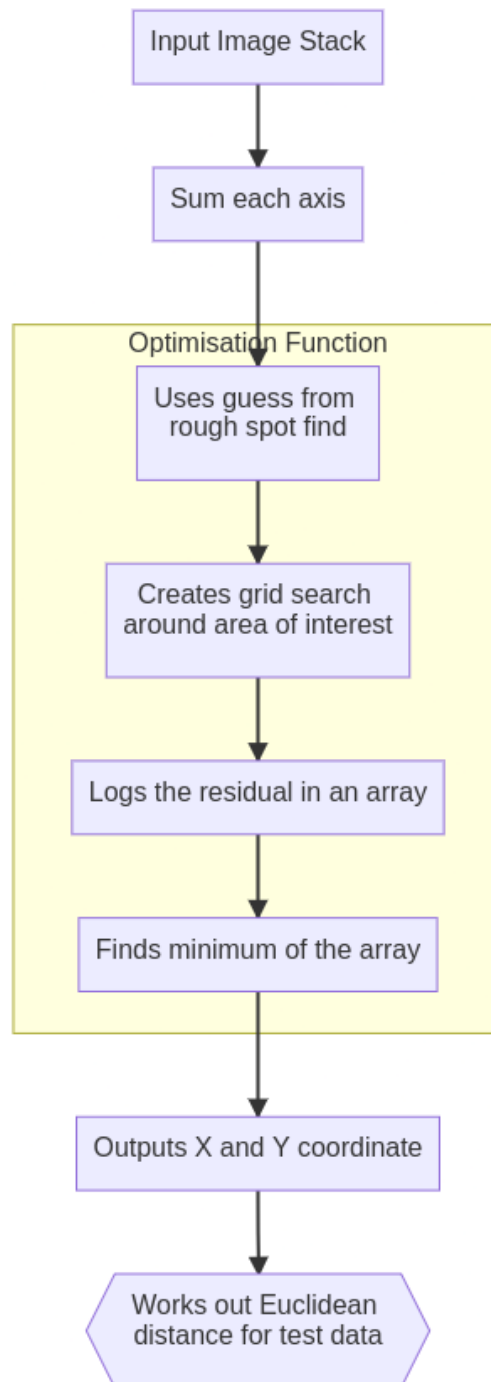 Input Image Stack
Sum each axis
Optimisation Function
Uses guess from
rough spot find
Creates grid search
around area of interest
Logs the residual in an array
Finds minimum of the array
Outputs X and Y coordinate
Works out Euclidean
distance for test data